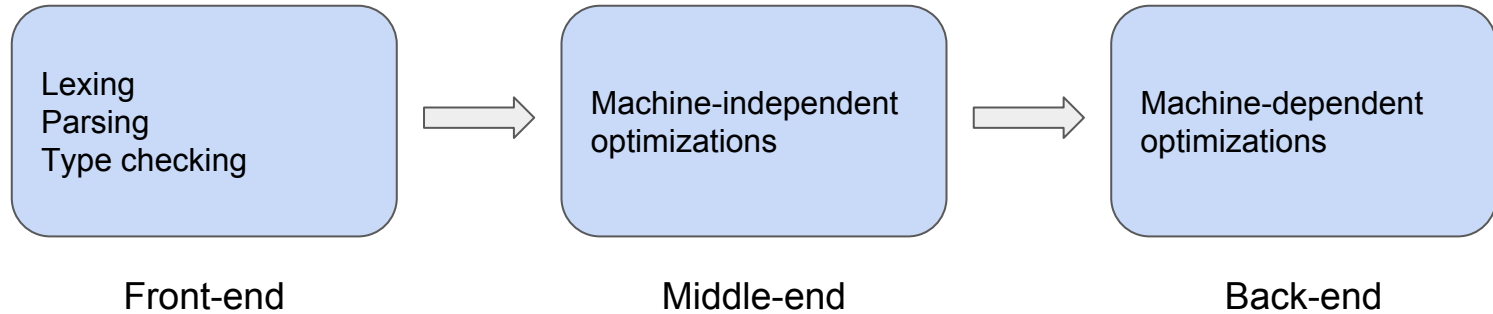 Lexing
Parsing
Type checking
Machine-independent
optimizations
Machine-dependent
optimizations
Front-end
Middle-end
Back-end